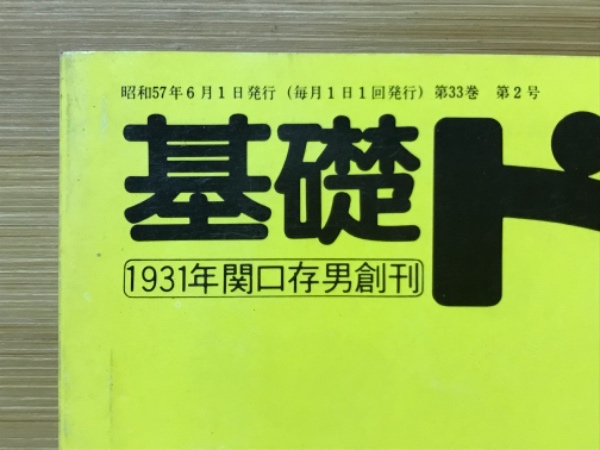 昭和57年6月1日発行 (毎月1日1回発行) 第33巻 第2号
基礎ド
1931年関口存男創刊